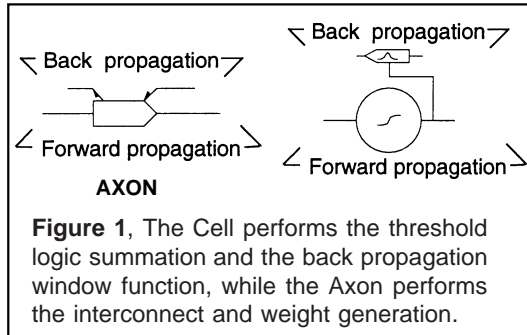 Back propagation
Forward propagation
AXON
Back propagation
Forward propagation
Figure 1, The Cell performs the threshold
logic summation and the back propagation
window function, while the Axon performs
the interconnect and weight generation.